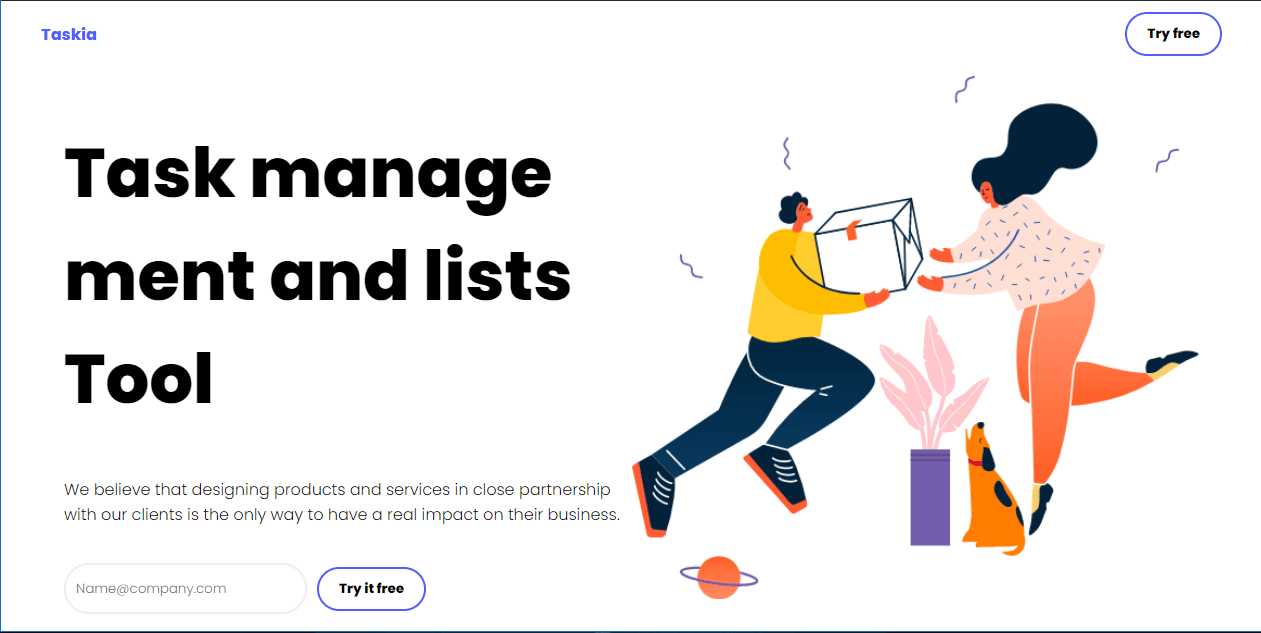 Taskia
Try free
Task manage
ment and lists
Tool
We believe that designing products and services in close partnership
with our clients is the only way to have a real impact on their business.
Name@company.com
Try it free